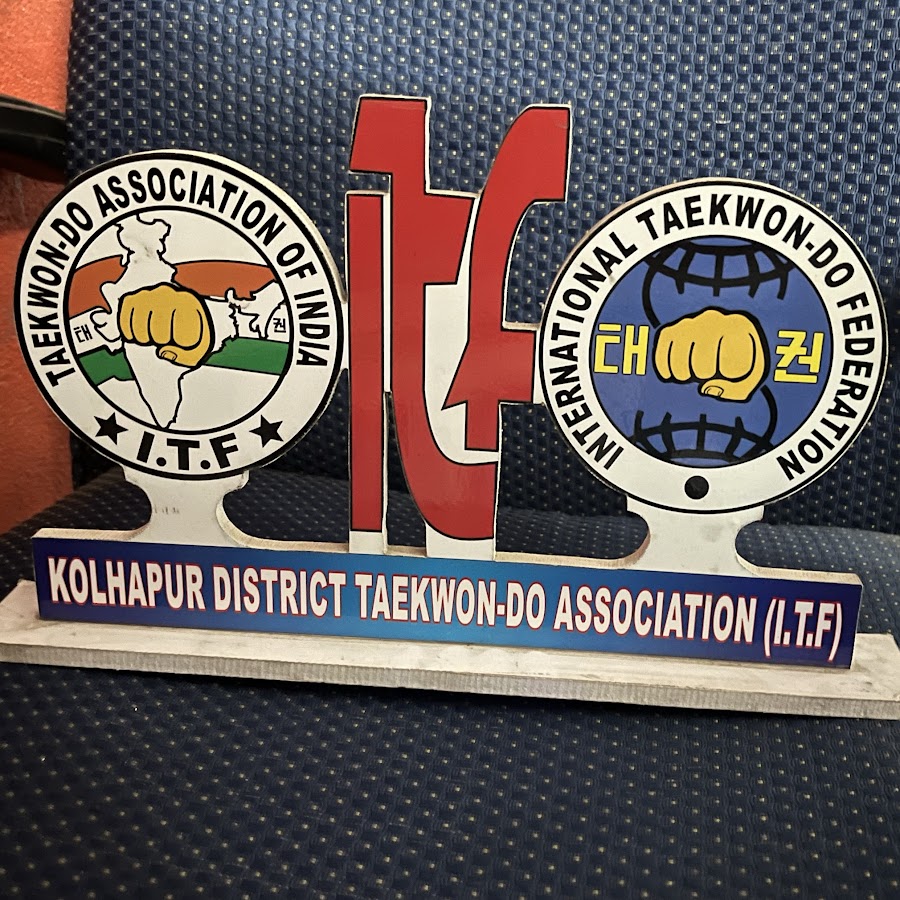 TAEKWON-DO ASSOCIATION OF INDIA
태 권
I.T.F
itf
INTERNATIONAL TAEKWON-DO FEDERATION
태 권
KOLHAPUR DISTRICT TAEKWON-DO ASSOCIATION (I.T.F)